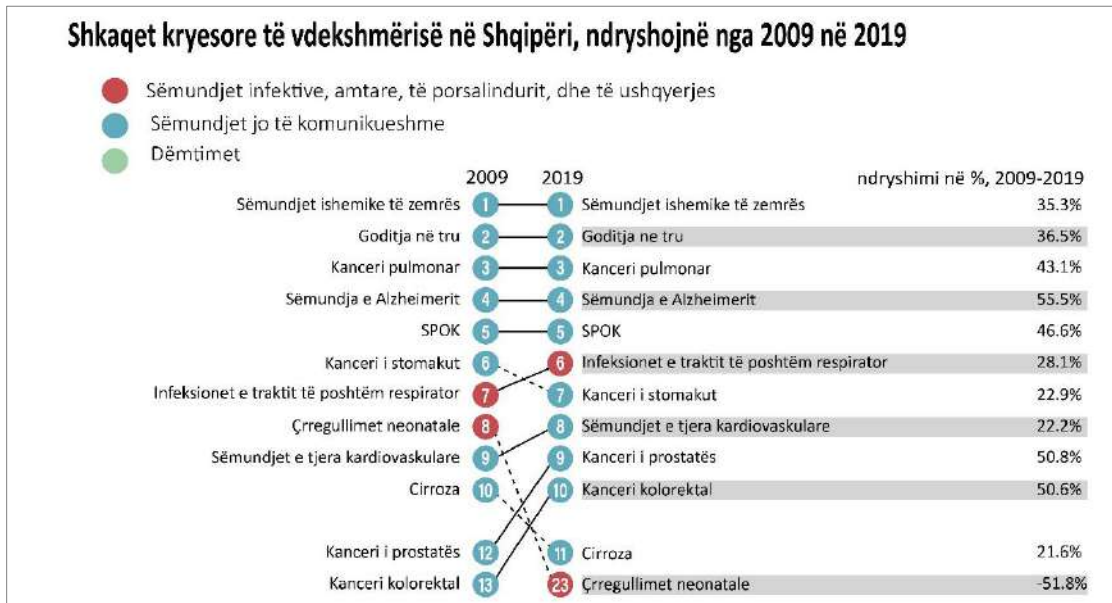 Shkaqet kryesore të vdekshmërisë në Shqipëri, ndryshojnë nga 2009 në 2019
Sëmundjet infektive, amtare, të porsalindurit, dhe të ushqyerjes
Sëmundjet jo të komunikueshme
Dëmtimet
2009 2019 ndryshimi në %, 2009-2019
Sëmundjet ishemike të zemrës 1 1 Sëmundjet ishemike të zemrës 35.3%
Goditja në tru 2 2 Goditja ne tru 36.5%
Kanceri pulmonar 3 3 Kanceri pulmonar 43.1%
Sëmundja e Alzheimerit 4 4 Sëmundja e Alzheimerit 55.5%
SPOK 5 5 SPOK 46.6%
Kanceri i stomakut 6 6 Infeksionet e traktit të poshtëm respirator 28.1%
Infeksionet e traktit të poshtëm respirator 7 7 Kanceri i stomakut 22.9%
Çrregullimet neonatale 8 8 Sëmundjet e tjera kardiovaskulare 22.2%
Sëmundjet e tjera kardiovaskulare 9 9 Kanceri i prostatës 50.8%
Cirroza 10 10 Kanceri kolorektal 50.6%
Kanceri i prostatës 12 11 Cirroza 21.6%
Kanceri kolorektal 13 23 Çrregullimet neonatale -51.8%